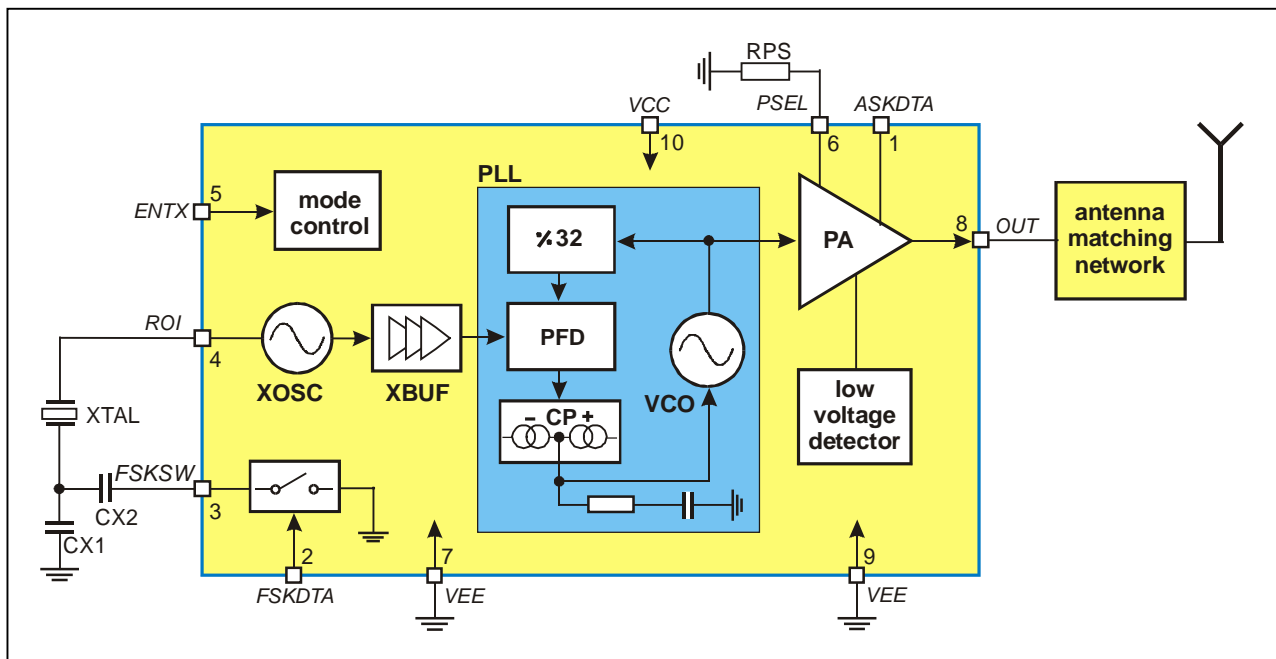 RPS
VCC
PSEL
ASKDTA
10
6
1
PLL
5
ENTX
mode
control
٪32
PA
8
OUT
antenna
matching
network
ROI
4
XOSC
XBUF
PFD
VCO
low
voltage
detector
XTAL
- CP +
FSKSW
3
CX2
CX1
2
7
9
FSKDTA
VEE
VEE